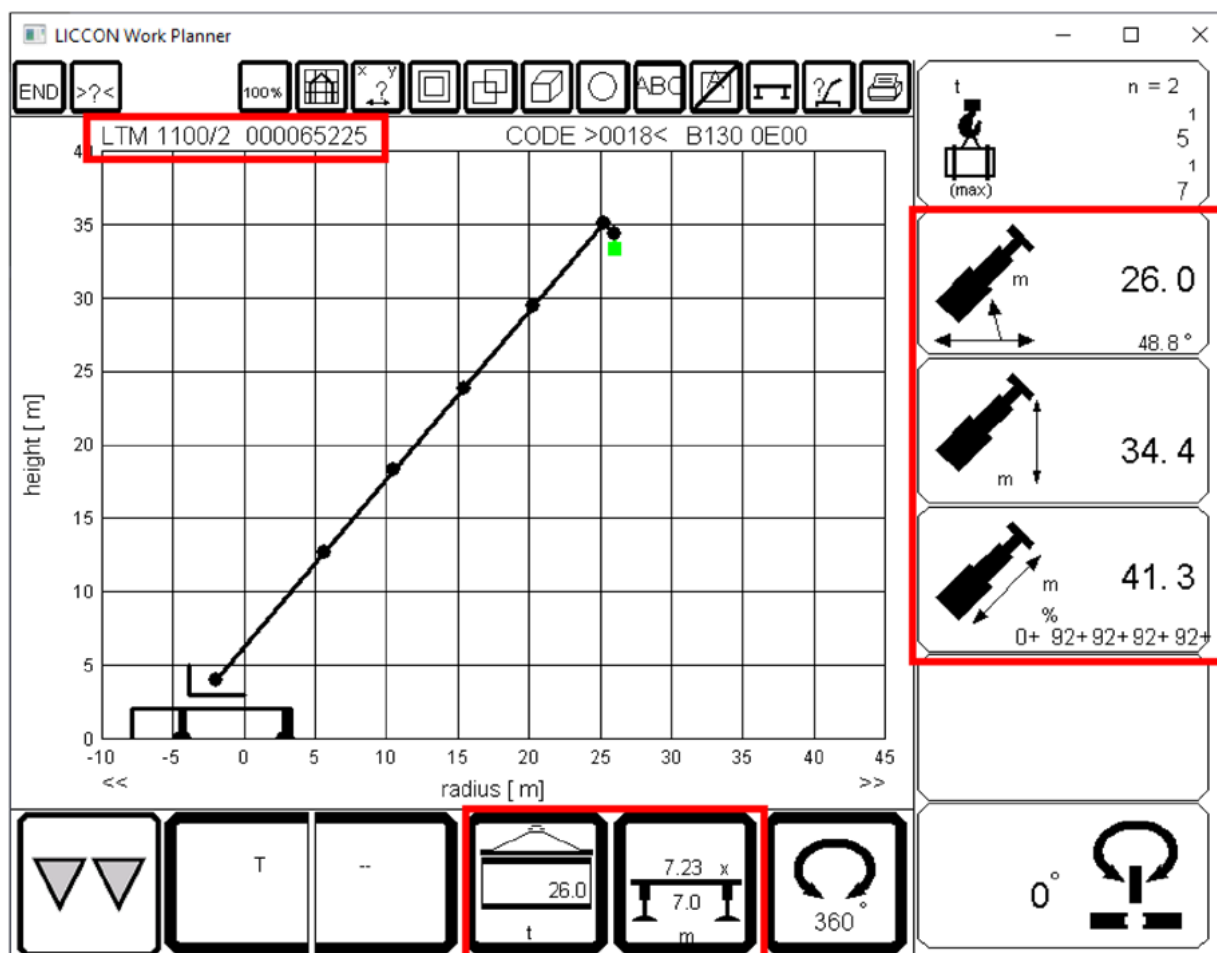 LICCON Work Planner
END >?< 100% x y ? ABC A ?
LTM 1100/2 000065225 CODE >0018< B130 0E00
t n = 2
1
5
1
7
(max)
m 26.0
48.8°
34.4
m
41.3
m
%
0+ 92+92+92+92+
height [ m]
40
35
30
25
20
15
10
5
0
-10 -5 0 5 10 15 20 25 30 35 40 45
<< radius [ m] >>
T --
26.0
t
7.23 x
7.0
m
360°
0°